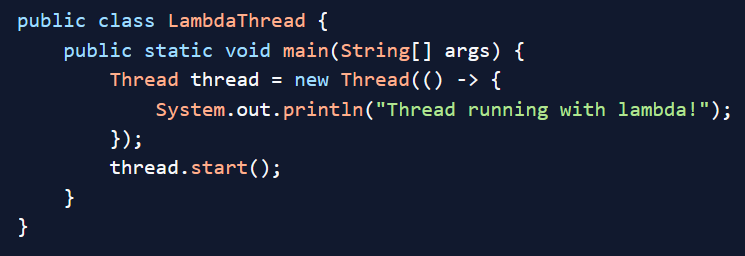 public class LambdaThread {
    public static void main(String[] args) {
        Thread thread = new Thread(() -> {
            System.out.println("Thread running with lambda!");
        });
        thread.start();
    }
}